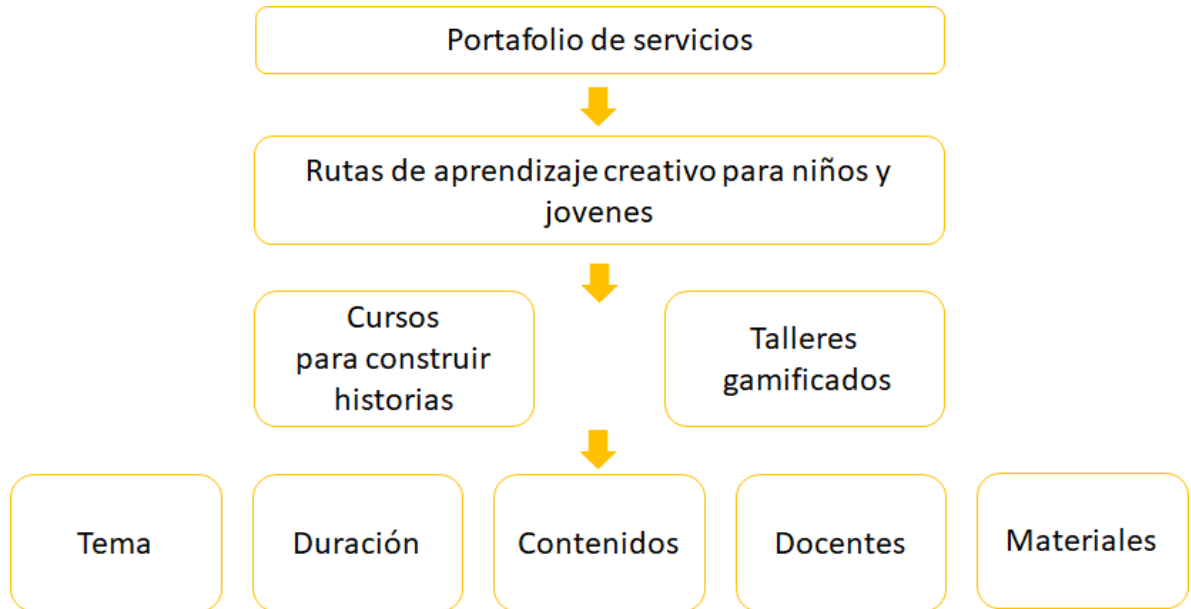 Portafolio de servicios
Rutas de aprendizaje creativo para niños y
jovenes
Cursos
para construir
historias
Talleres
gamificados
Tema
Duración
Contenidos
Docentes
Materiales